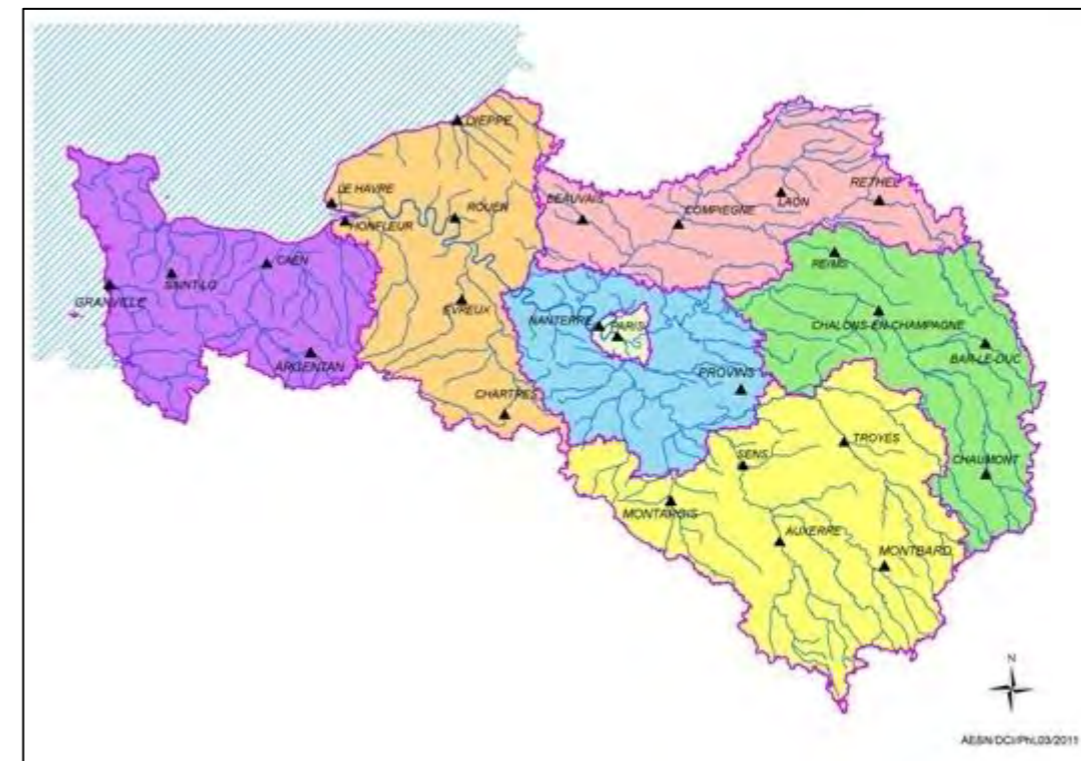 DIEPPE
LE HAVRE
HONFLEUR
ROUEN
BEAUVAIS
COMPIEGNE
LAON
RETHEL
CAEN
SAINT-LO
GRANVILLE
ARGENTAN
EVREUX
CHARTRES
NANTERRE
PARIS
PROVINS
REIMS
CHALONS-EN-CHAMPAGNE
BAR-LE-DUC
CHAUMONT
TROYES
SENS
MONTARGIS
AUXERRE
MONTBARD
N
AESN/DCI/PhL03/2011